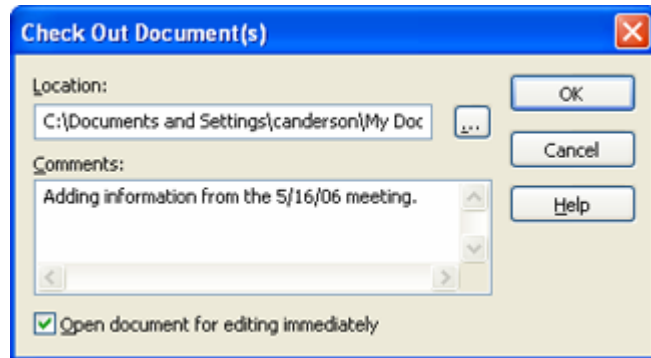 Check Out Document(s)
Location:
C:\Documents and Settings\canderson\My Doc
...
OK
Comments:
Cancel
Adding information from the 5/16/06 meeting.
Help
Open document for editing immediately